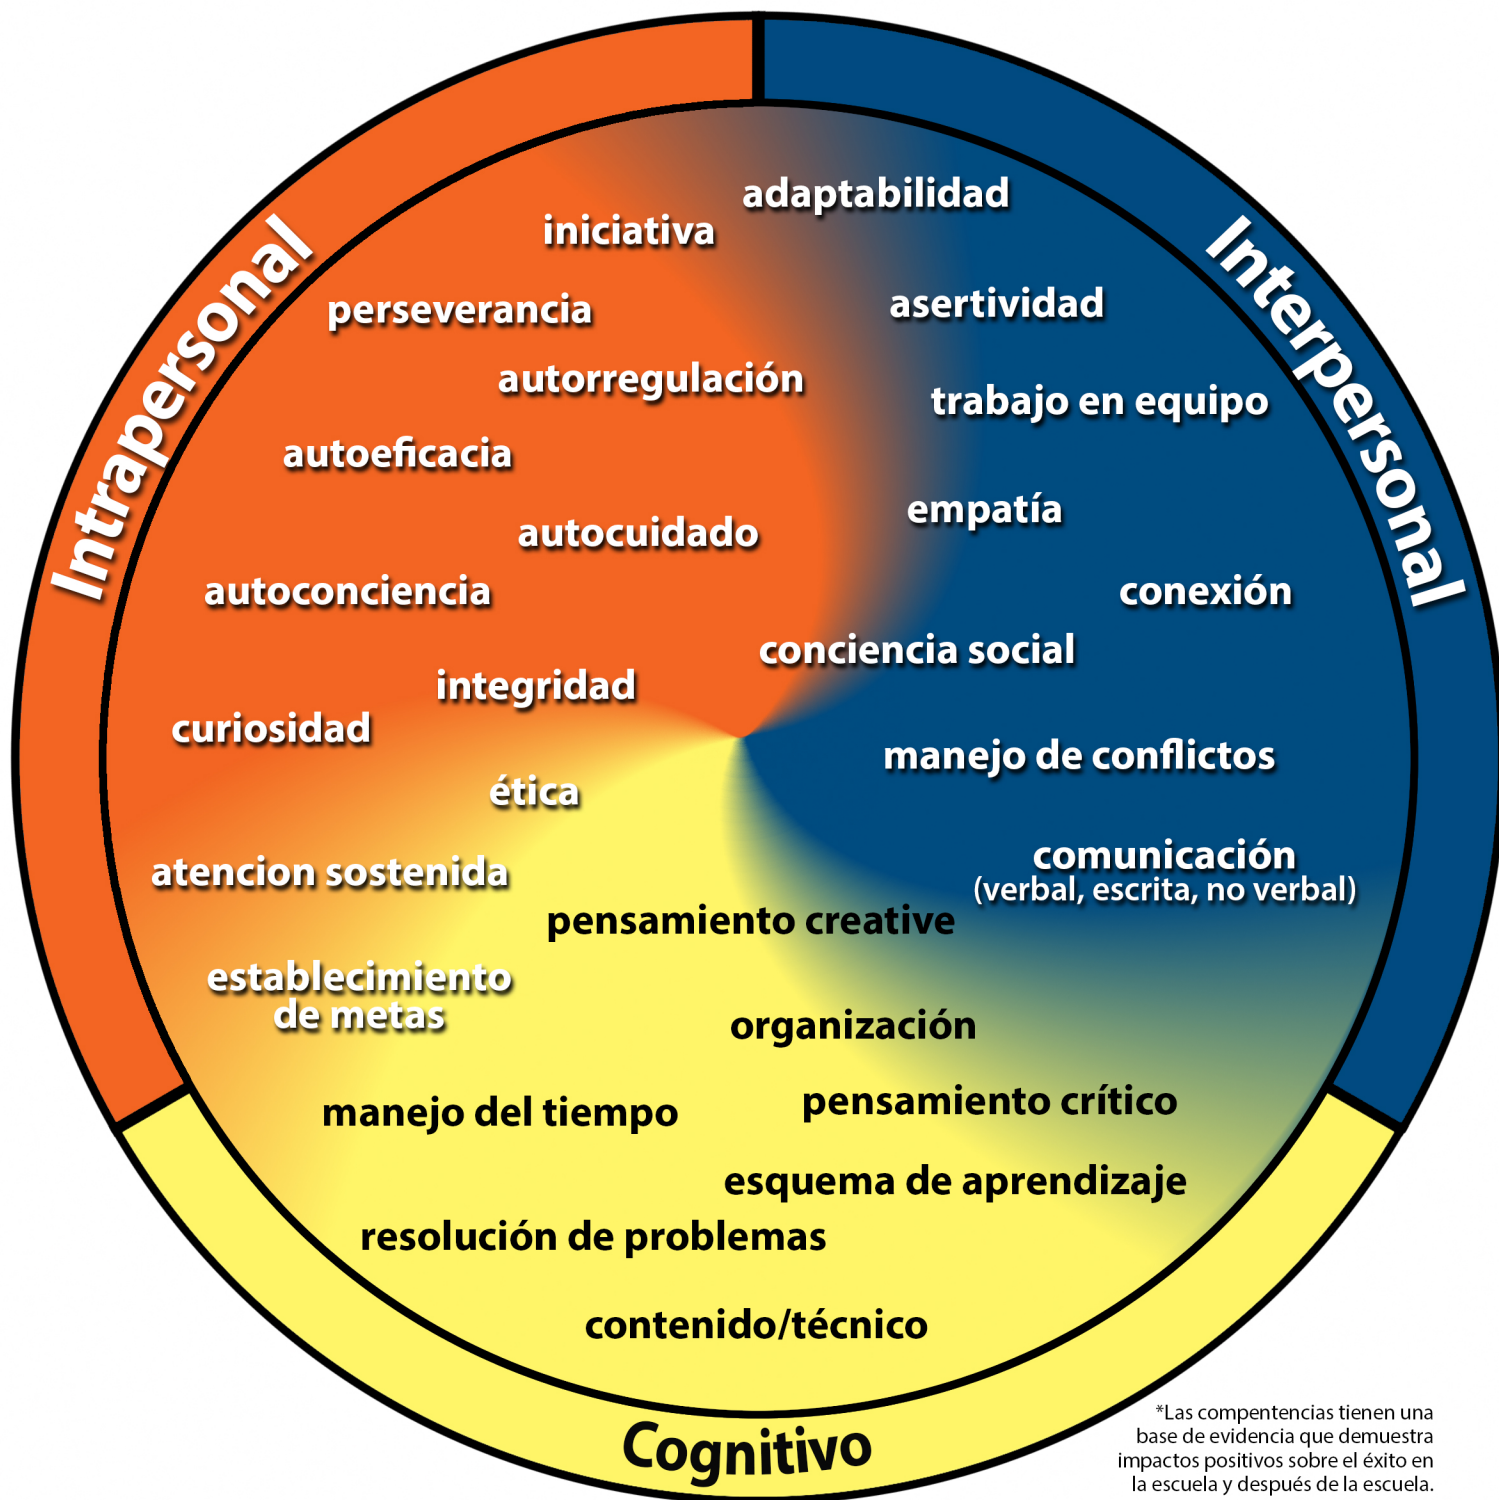 Intrapersonal
Interpersonal
adaptabilidad
iniciativa
perseverancia
asertividad
autorregulación
trabajo en equipo
autoeficacia
empatía
autocuidado
autoconciencia
conexión
conciencia social
integridad
curiosidad
manejo de conflictos
ética
comunicación
(verbal, escrita, no verbal)
atencion sostenida
pensamiento creative
establecimiento
de metas
organización
manejo del tiempo
pensamiento crítico
esquema de aprendizaje
resolución de problemas
contenido/técnico
Cognitivo
*Las compentencias tienen una
base de evidencia que demuestra
impactos positivos sobre el éxito en
la escuela y después de la escuela.